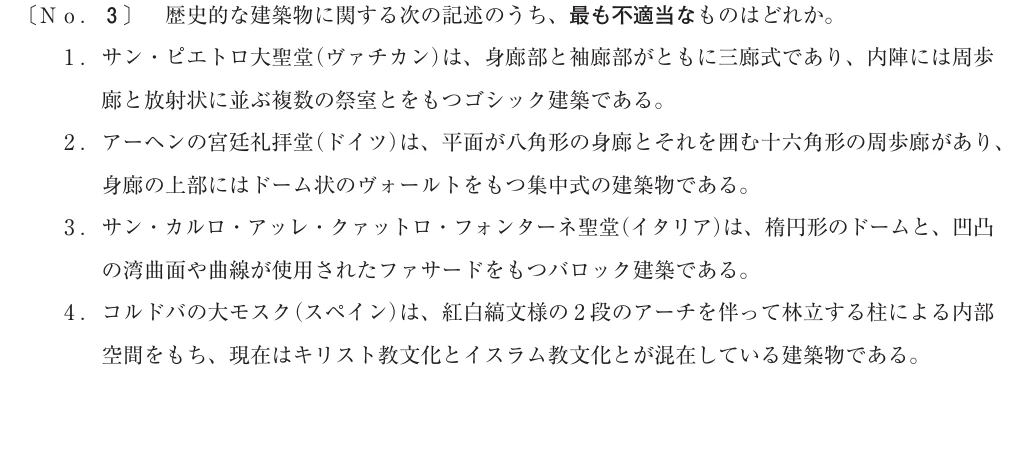 〔Ｎｏ．３〕　歴史的な建築物に関する次の記述のうち、最も不適当なものはどれか。
１．サン・ピエトロ大聖堂(ヴァチカン)は、身廊部と袖廊部がともに三廊式であり、内陣には周歩
廊と放射状に並ぶ複数の祭室とをもつゴシック建築である。
２．アーヘンの宮廷礼拝堂(ドイツ)は、平面が八角形の身廊とそれを囲む十六角形の周歩廊があり、
身廊の上部にはドーム状のヴォールトをもつ集中式の建築物である。
３．サン・カルロ・アッレ・クァットロ・フォンターネ聖堂(イタリア)は、楕円形のドームと、凹凸
の湾曲面や曲線が使用されたファサードをもつバロック建築である。
４．コルドバの大モスク(スペイン)は、紅白縞文様の２段のアーチを伴って林立する柱による内部
空間をもち、現在はキリスト教文化とイスラム教文化とが混在している建築物である。